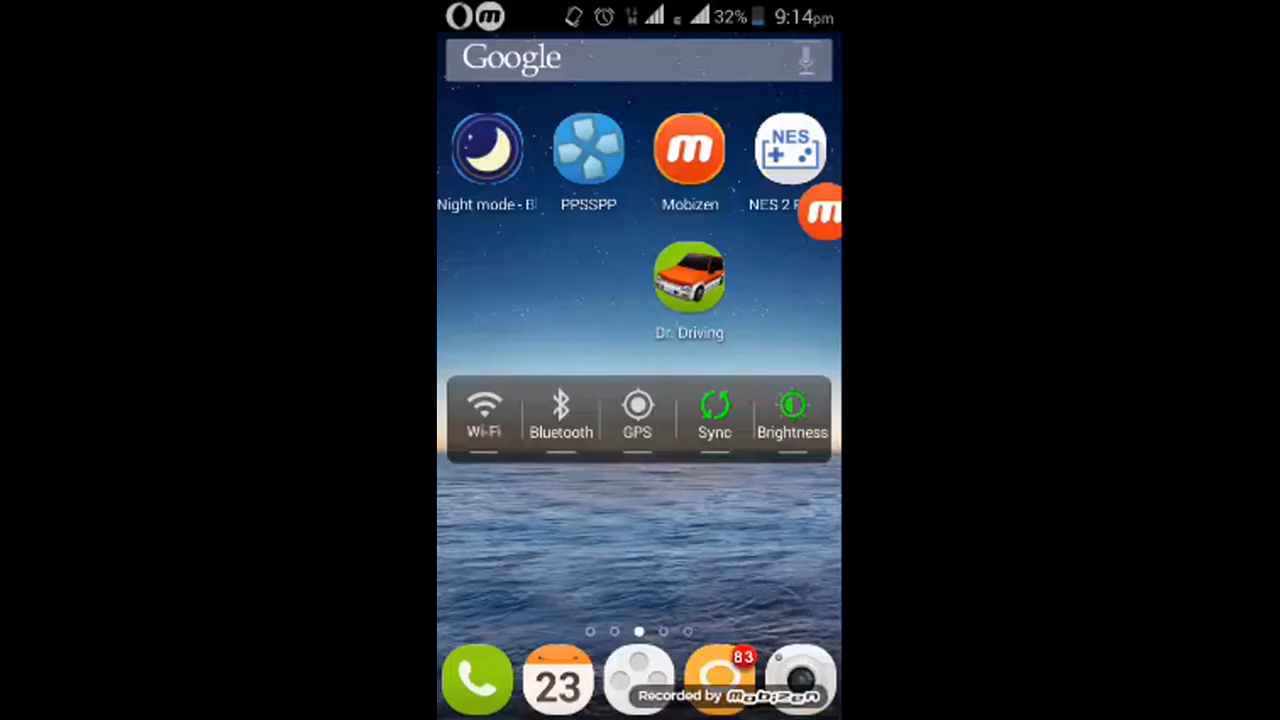 32% 9:14pm
Google
NES
Night mode - B PPSSPP Mobizen NES 2
Dr. Driving
Wi-Fi Bluetooth GPS Sync Brightness
83
23
Recorded by mobizen